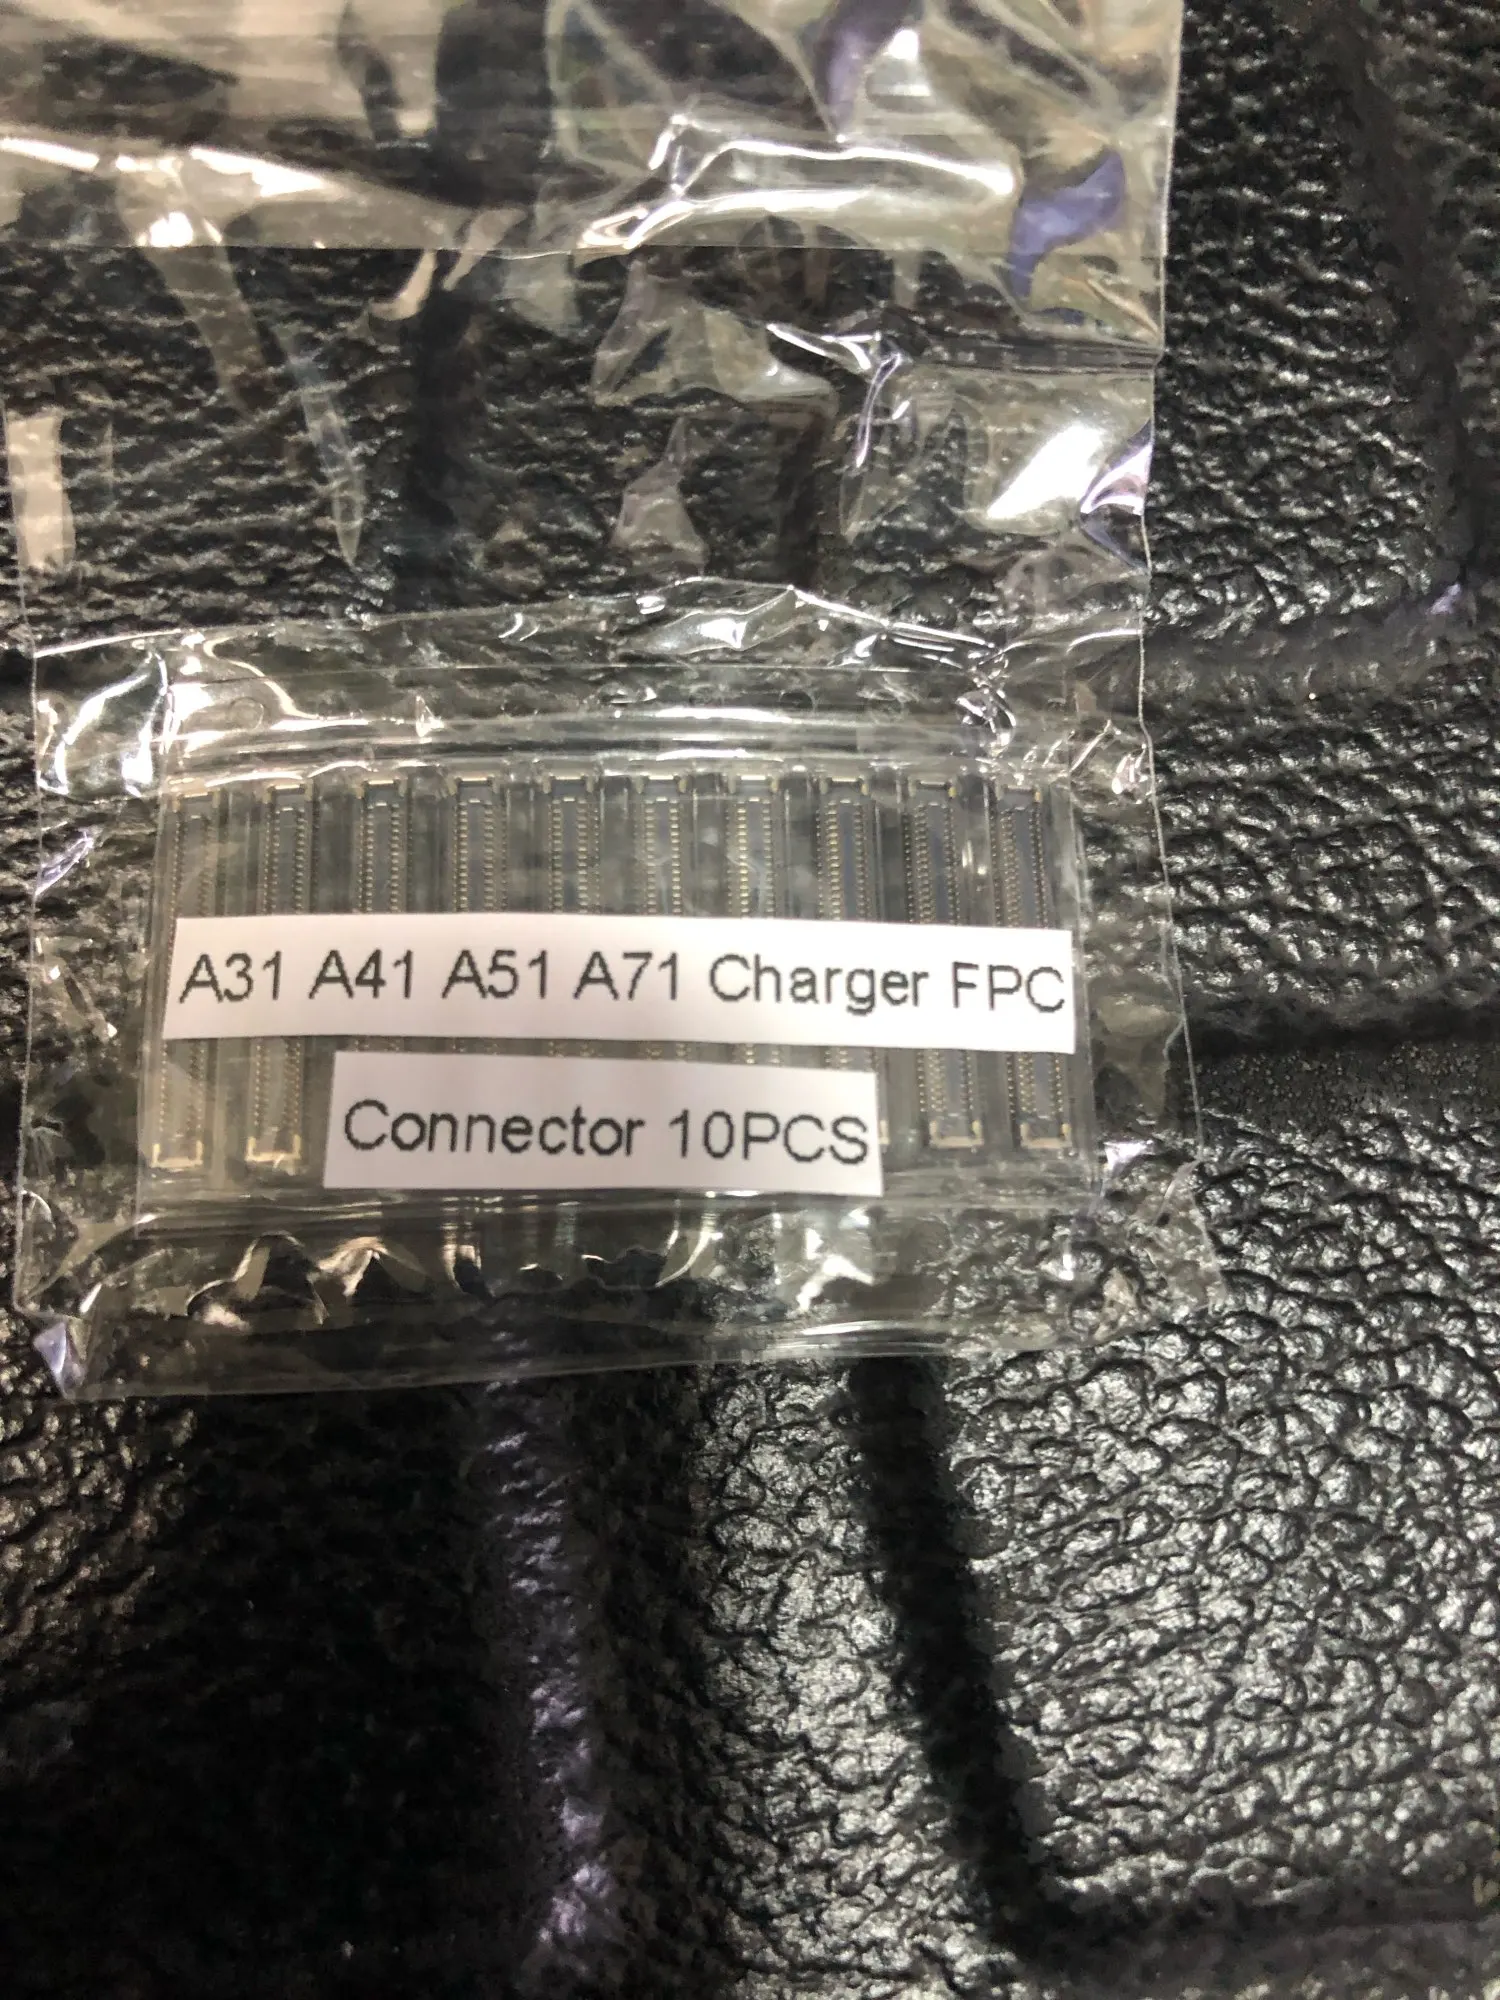 A31 A41 A51 A71 Charger FPC
Connector 10PCS